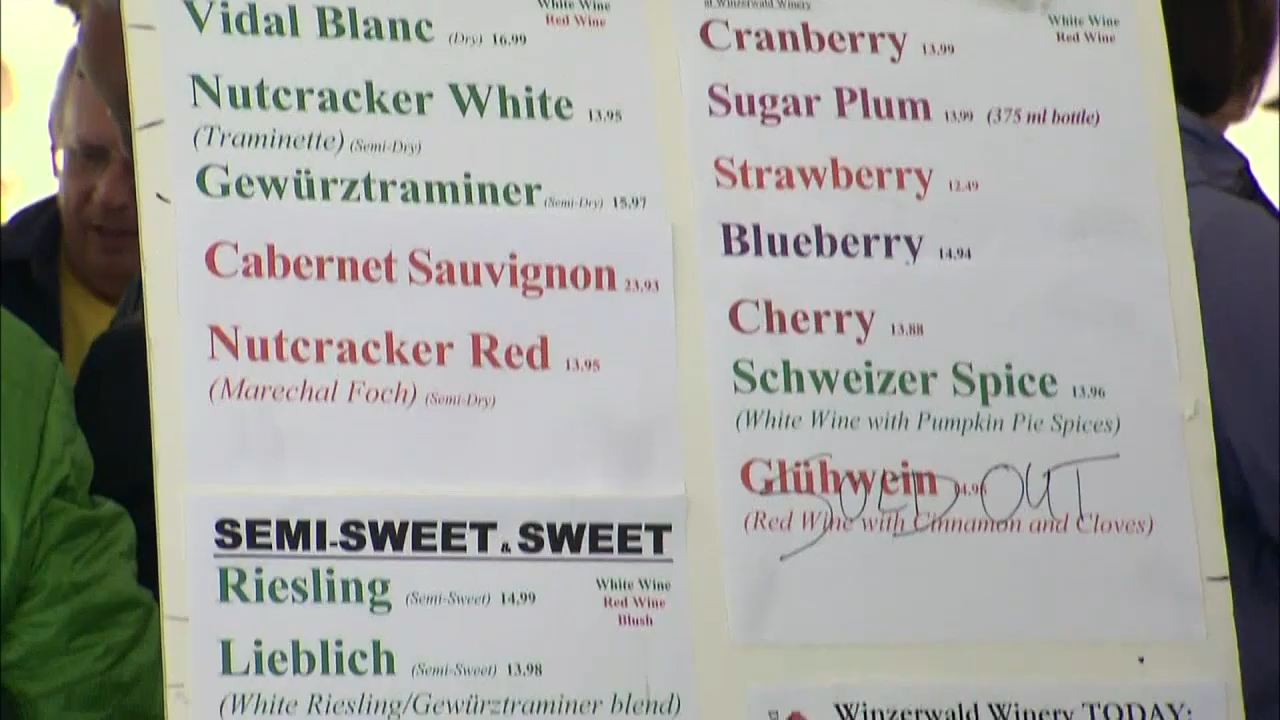 Vidal Blanc (Dry) 16.99
White Wine
Red Wine
Nutcracker White 13.95
(Traminette) (Semi-Dry)
Gewürztraminer (Semi-Dry) 15.97
Cabernet Sauvignon 23.93
Nutcracker Red 13.95
(Marechal Foch) (Semi-Dry)
SEMI-SWEET & SWEET
Riesling (Semi-Sweet) 14.99
White Wine
Red Wine
Blush
Lieblich (Semi-Sweet) 13.98
(White Riesling/Gewürztraminer blend)
at Winzerwald Winery
White Wine
Red Wine
Cranberry 13.99
Sugar Plum 13.99 (375 ml bottle)
Strawberry 12.49
Blueberry 14.94
Cherry 13.88
Schweizer Spice 13.96
(White Wine with Pumpkin Pie Spices)
Glühwein
SOLD OUT
(Red Wine with Cinnamon and Cloves)
Winzerwald Winery TODAY: